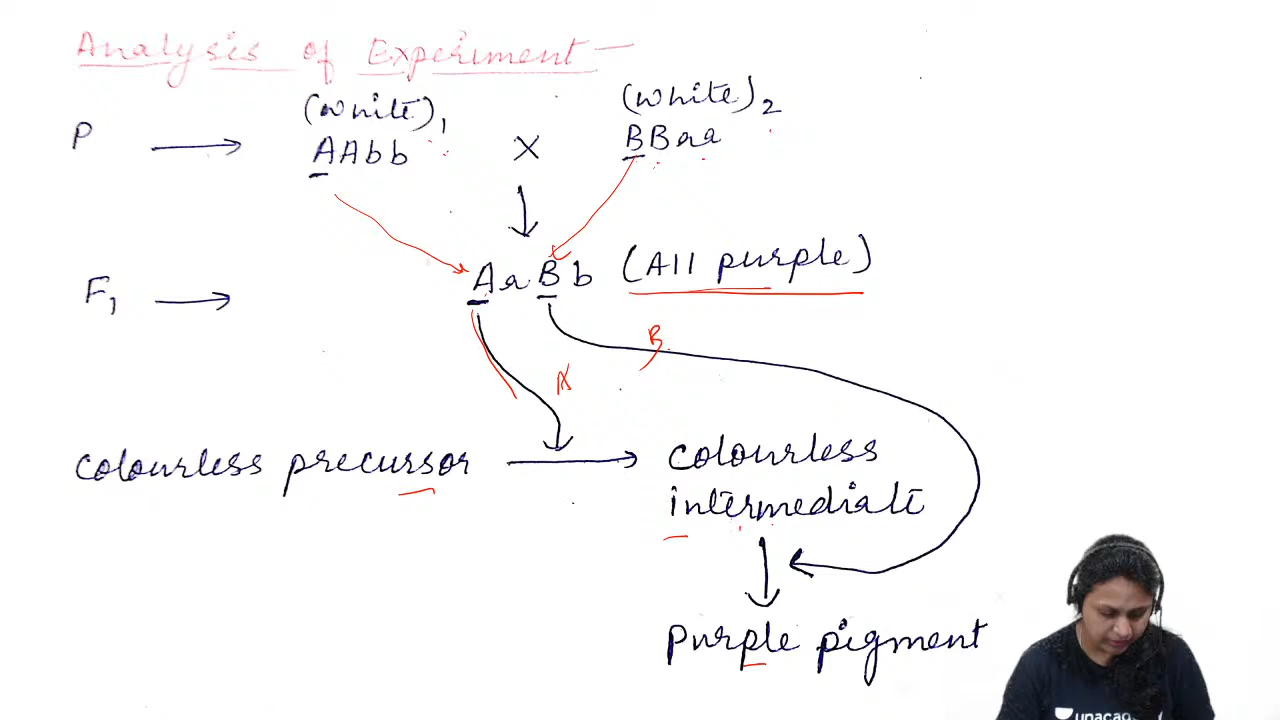 Analysis of Experiment -
(white)1 (white)2
P → AAbb X BBaa
F1 → AaBb (All purple)
B
A
colourless precursor → colourless
intermediate
purple pigment
unacad